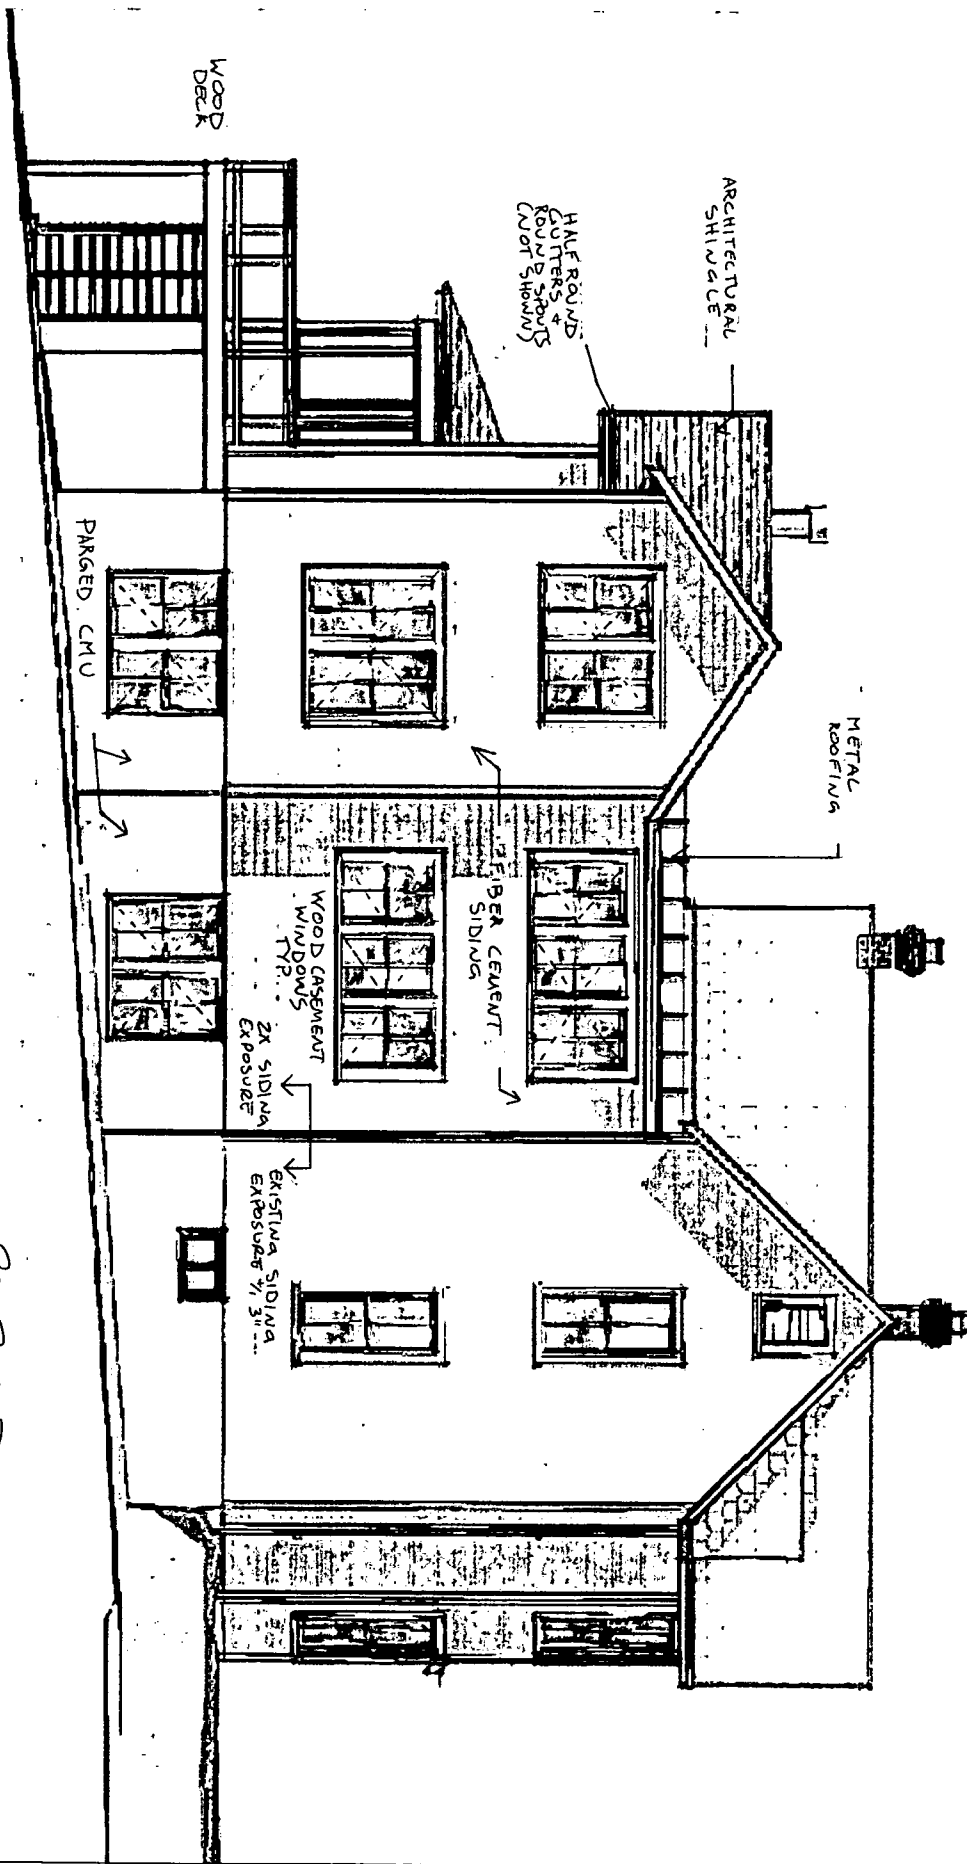 METAL
ROOFING
ARCHITECTURAL
SHINGLE
HALF ROUND
GUTTERS &
ROUND SPOUTS
(NOT SHOWN)
FIBER CEMENT
SIDING
WOOD CASEMENT
WINDOWS
TYP.
2X SIDING
EXPOSURE
EXISTING SIDING
EXPOSURE +/- 3"
WOOD
DECK
PARGED CMU